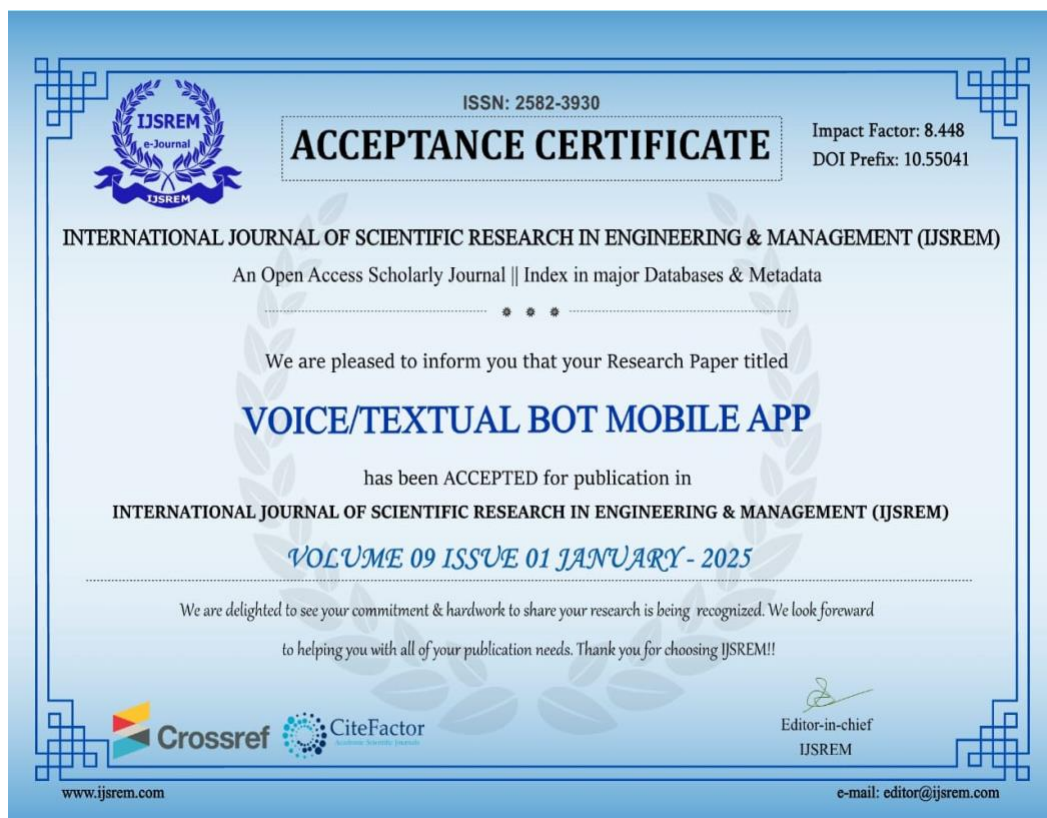 IJSREM
e-Journal
IJSREM
ISSN: 2582-3930
ACCEPTANCE CERTIFICATE
Impact Factor: 8.448
DOI Prefix: 10.55041
INTERNATIONAL JOURNAL OF SCIENTIFIC RESEARCH IN ENGINEERING & MANAGEMENT (IJSREM)
An Open Access Scholarly Journal || Index in major Databases & Metadata
We are pleased to inform you that your Research Paper titled
VOICE/TEXTUAL BOT MOBILE APP
has been ACCEPTED for publication in
INTERNATIONAL JOURNAL OF SCIENTIFIC RESEARCH IN ENGINEERING & MANAGEMENT (IJSREM)
VOLUME 09 ISSUE 01 JANUARY - 2025
We are delighted to see your commitment & hardwork to share your research is being recognized. We look foreward
to helping you with all of your publication needs. Thank you for choosing IJSREM!!
Crossref
CiteFactor
Academic Scientific Journals
Editor-in-chief
IJSREM
www.ijsrem.com
e-mail: editor@ijsrem.com